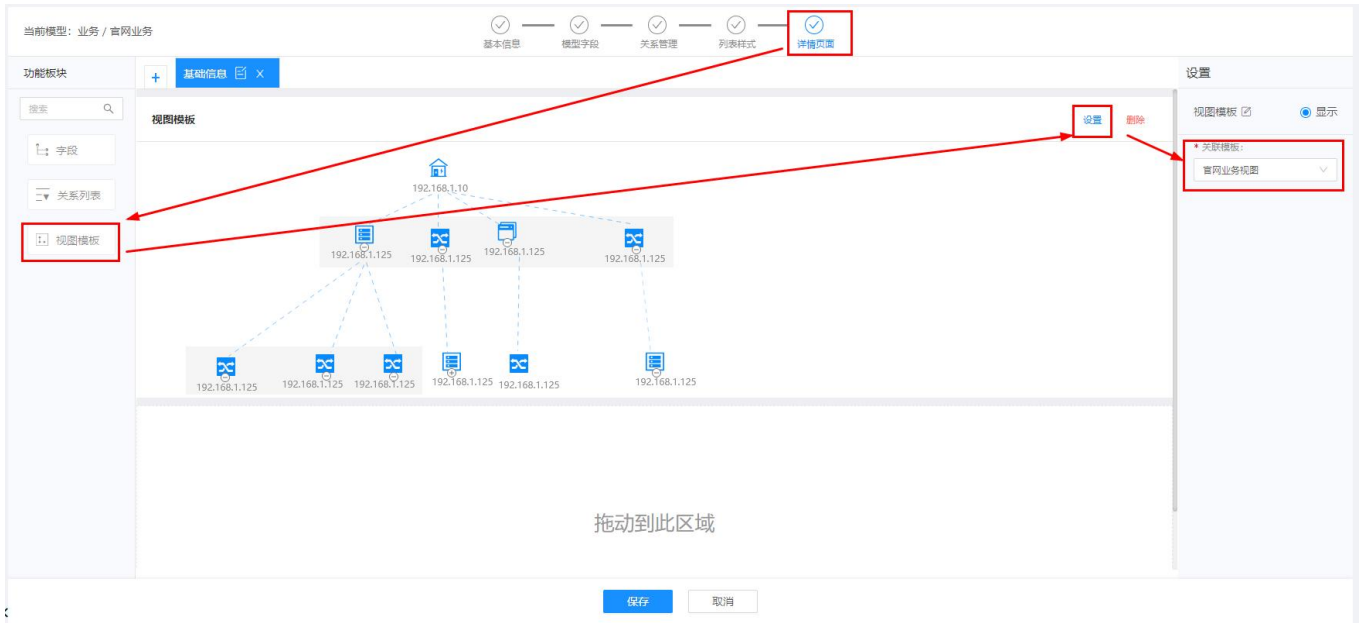 当前模型：业务 / 官网业务
基本信息 模型字段 关系管理 列表样式 详情页面
功能板块
+ 基础信息 X
设置
搜索
视图模板 设置 删除
视图模板 显示
* 关联模板：
官网业务视图
字段
关系列表
视图模板
192.168.1.10
192.168.1.125 192.168.1.125 192.168.1.125 192.168.1.125
192.168.1.125 192.168.1.125 192.168.1.125 192.168.1.125 192.168.1.125 192.168.1.125
拖动到此区域
保存 取消